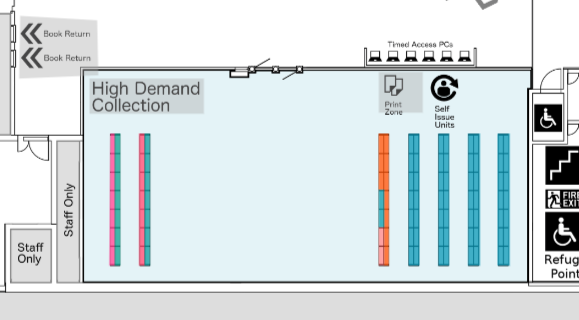 Book Return
Book Return
Timed Access PCs
High Demand
Collection
Print
Zone
Self
Issue
Units
Staff Only
Staff
Only
FIRE
EXIT
Refuge
Point